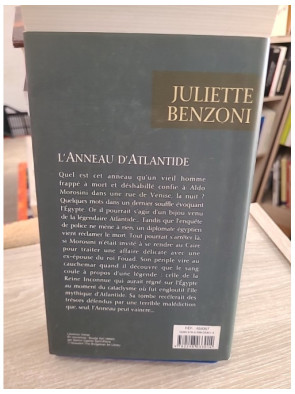 JULIETTE
BENZONI
L'ANNEAU D'ATLANTIDE
Quel est cet anneau qu'un vieil homme
frappé à mort et déshabillé confie à Aldo
Morosini dans une rue de Venise, la nuit ?
Quelques mots dans un dernier souffle évoquant
l'Égypte. Or il pourrait s'agir d'un bijou venu
de la légendaire Atlantide... Tandis que l'enquête
de police ne mène à rien, un diplomate égyptien
vient réclamer le mort. Tout pourrait s'arrêter là
si Morosini n'était invité à se rendre au Caire
pour traiter une affaire délicate avec une
ex-épouse du roi Fouad. Son périple vire au
cauchemar quand il découvre que le sang
coule à propos d'une légende : celle de la
Reine Inconnue qui aurait régné sur l'Égypte
au moment du cataclysme où fut englouti l'île
mythique d'Atlantide. Sa tombe recèlerait des
trésors défendus par une terrible malédiction
que, seul l'Anneau peut vaincre...